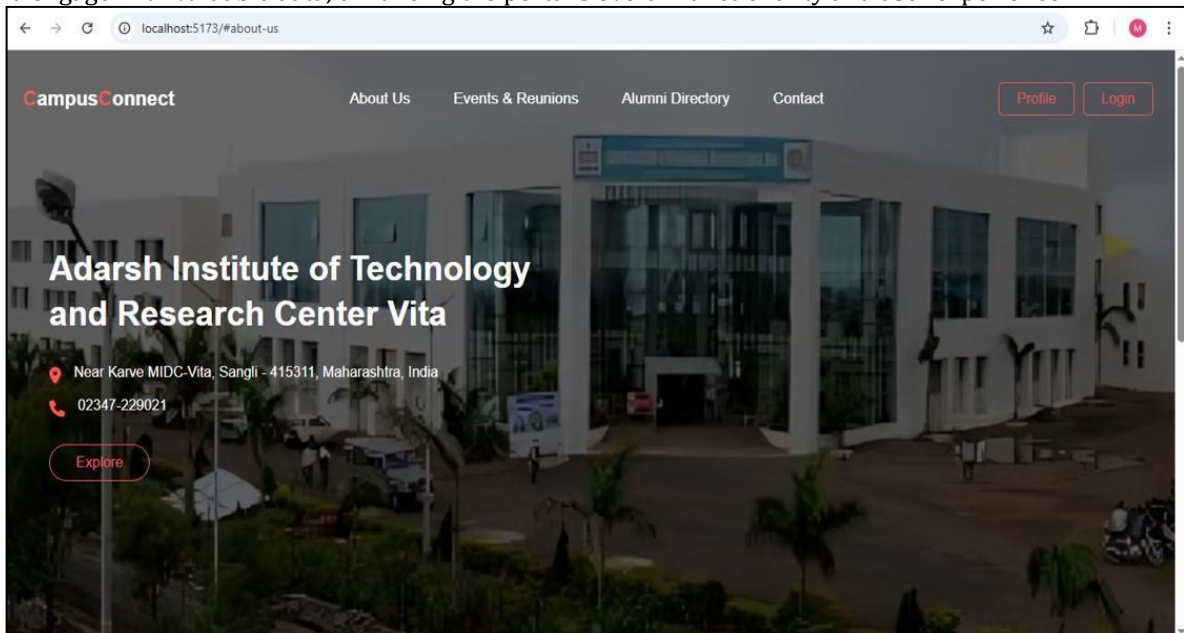 localhost:5173/#about-us
M
CampusConnect
About Us
Events & Reunions
Alumni Directory
Contact
Profile
Login
Adarsh Institute of Technology
and Research Center Vita
Near Karve MIDC-Vita, Sangli - 415311, Maharashtra, India
02347-229021
Explore